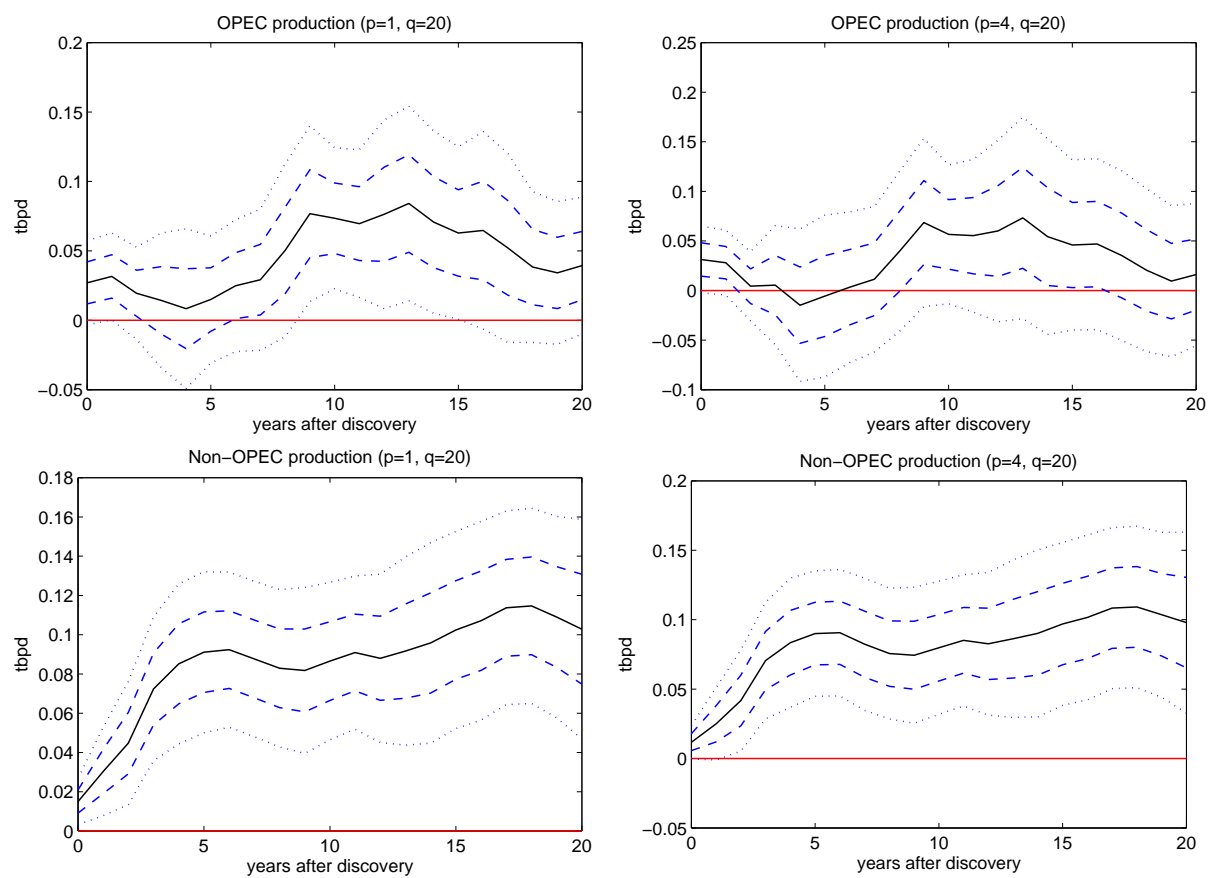 OPEC production (p=1, q=20)
0.2
0.15
0.1
0.05
0
−0.05
tbpd
0 5 10 15 20
years after discovery
OPEC production (p=4, q=20)
0.25
0.2
0.15
0.1
0.05
0
−0.05
−0.1
tbpd
0 5 10 15 20
years after discovery
Non−OPEC production (p=1, q=20)
0.18
0.16
0.14
0.12
0.1
0.08
0.06
0.04
0.02
0
tbpd
0 5 10 15 20
years after discovery
Non−OPEC production (p=4, q=20)
0.2
0.15
0.1
0.05
0
−0.05
tbpd
0 5 10 15 20
years after discovery